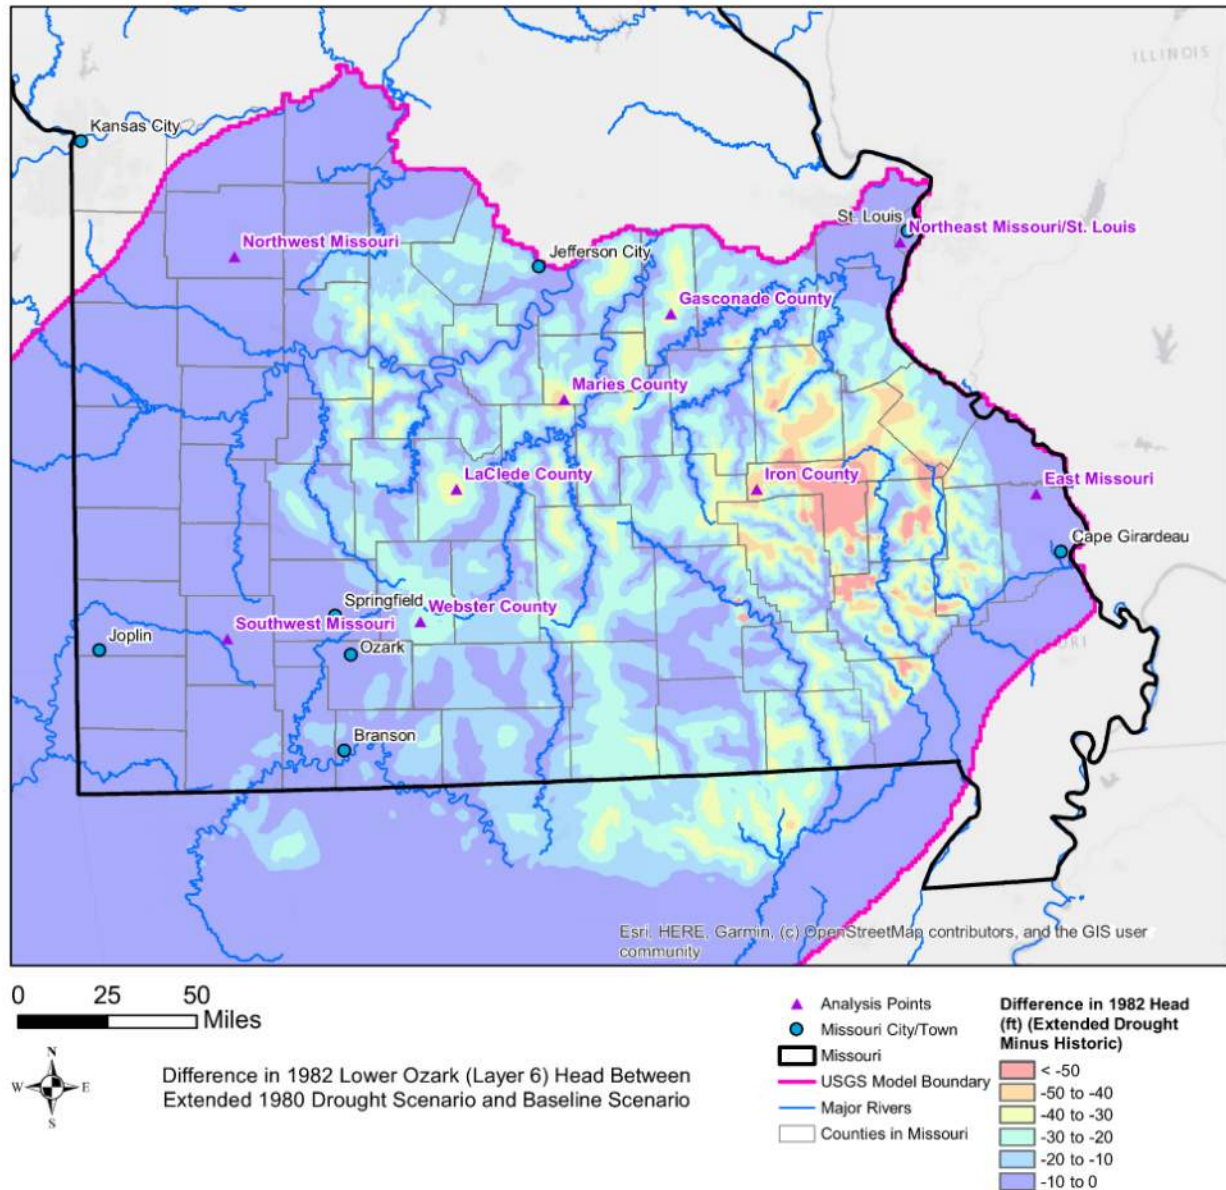 ILLINOIS
Kansas City
St. Louis
Northeast Missouri/St. Louis
Northwest Missouri
Jefferson City
Gasconade County
Maries County
LaClede County
Iron County
East Missouri
Cape Girardeau
Springfield
Webster County
Southwest Missouri
Joplin
Ozark
URI
Branson
Esri, HERE, Garmin, (c) OpenStreetMap contributors, and the GIS user
community
0 25 50
Miles
N
W E
S
Difference in 1982 Lower Ozark (Layer 6) Head Between
Extended 1980 Drought Scenario and Baseline Scenario
Analysis Points
Missouri City/Town
Missouri
USGS Model Boundary
Major Rivers
Counties in Missouri
Difference in 1982 Head
(ft) (Extended Drought
Minus Historic)
< -50
-50 to -40
-40 to -30
-30 to -20
-20 to -10
-10 to 0